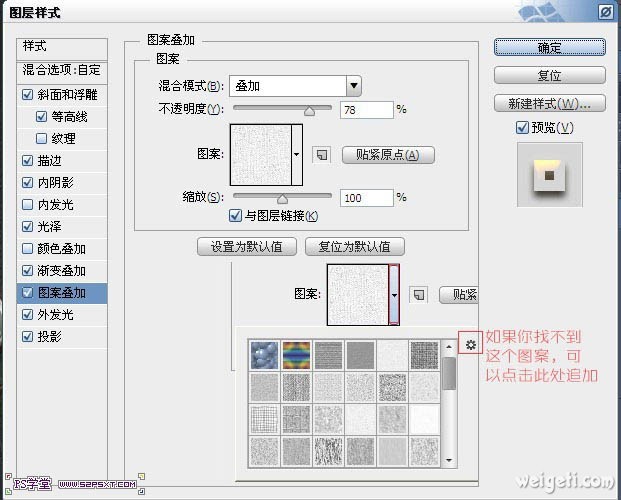 图层样式
样式
混合选项:自定
斜面和浮雕
等高线
纹理
描边
内阴影
内发光
光泽
颜色叠加
渐变叠加
图案叠加
外发光
投影
图案叠加
图案
混合模式(B): 叠加
不透明度(Y): 78 %
图案: 贴紧原点(A)
缩放(S): 100 %
与图层链接(K)
设置为默认值 复位为默认值
图案: 贴紧
如果你找不到
这个图案,可
以点击此处追加
确定
复位
新建样式(W)...
预览(V)
PS学堂 WWW.52PSXT.COM
weigeti.com